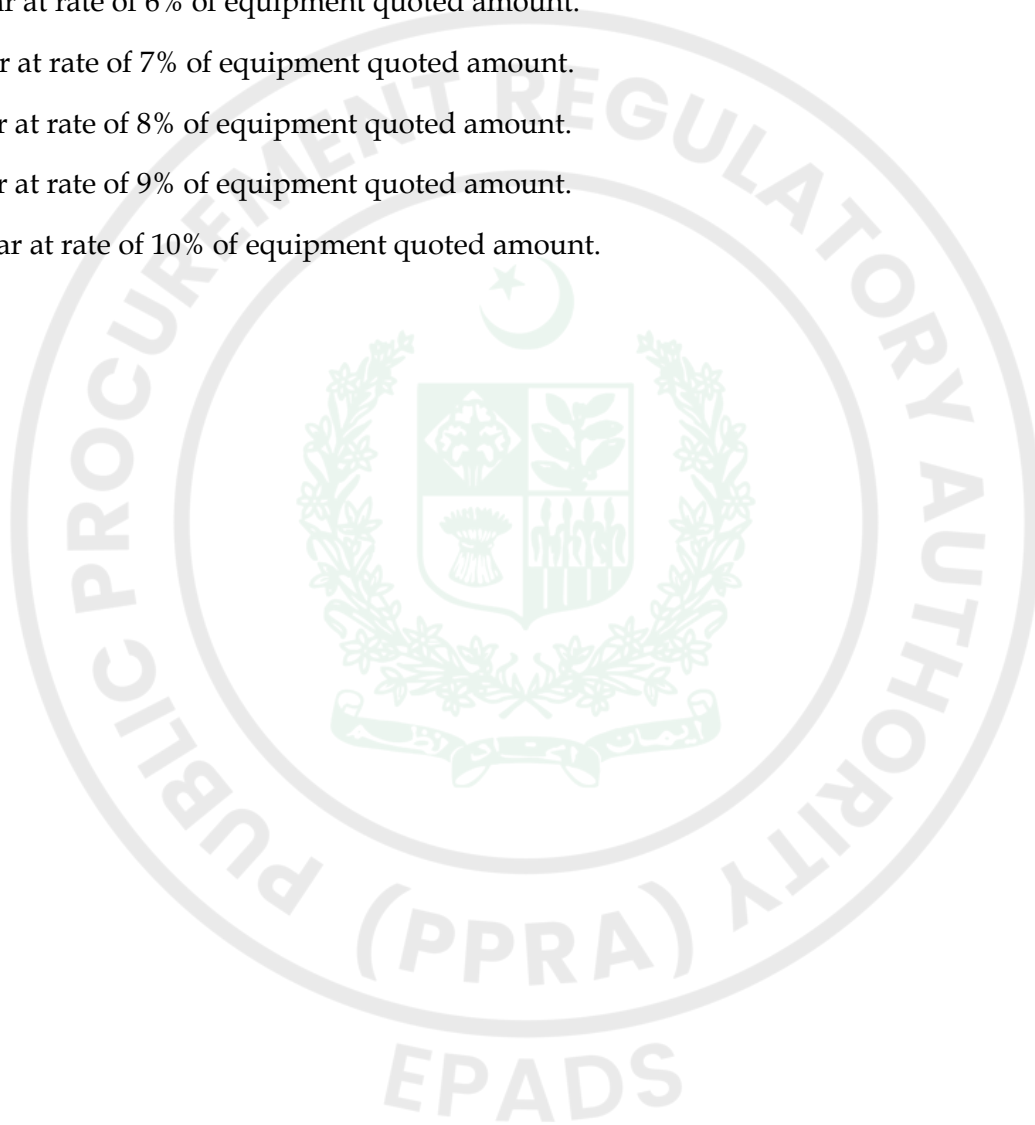 ar at rate of 6% of equipment quoted amount.
r at rate of 7% of equipment quoted amount.
r at rate of 8% of equipment quoted amount.
r at rate of 9% of equipment quoted amount.
ar at rate of 10% of equipment quoted amount.
PUBLIC PROCUREMENT REGULATORY AUTHORITY
(PPRA)
EPADS